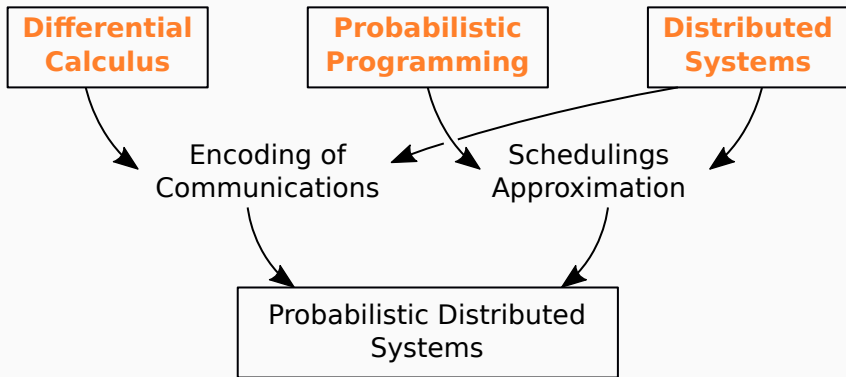 Differential
Calculus
Probabilistic
Programming
Distributed
Systems
Encoding of
Communications
Schedulings
Approximation
Probabilistic Distributed
Systems